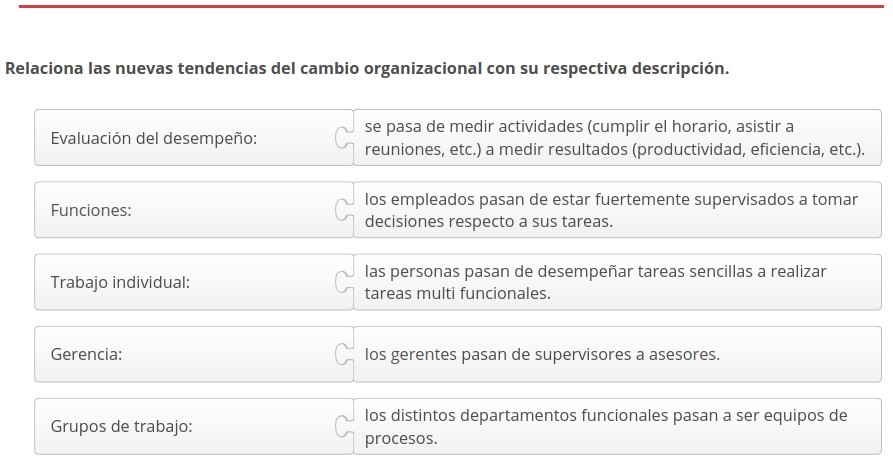 Relaciona las nuevas tendencias del cambio organizacional con su respectiva descripción.
Evaluación del desempeño:
se pasa de medir actividades (cumplir el horario, asistir a
reuniones, etc.) a medir resultados (productividad, eficiencia, etc.).
Funciones:
los empleados pasan de estar fuertemente supervisados a tomar
decisiones respecto a sus tareas.
Trabajo individual:
las personas pasan de desempeñar tareas sencillas a realizar
tareas multi funcionales.
Gerencia:
los gerentes pasan de supervisores a asesores.
Grupos de trabajo:
los distintos departamentos funcionales pasan a ser equipos de
procesos.